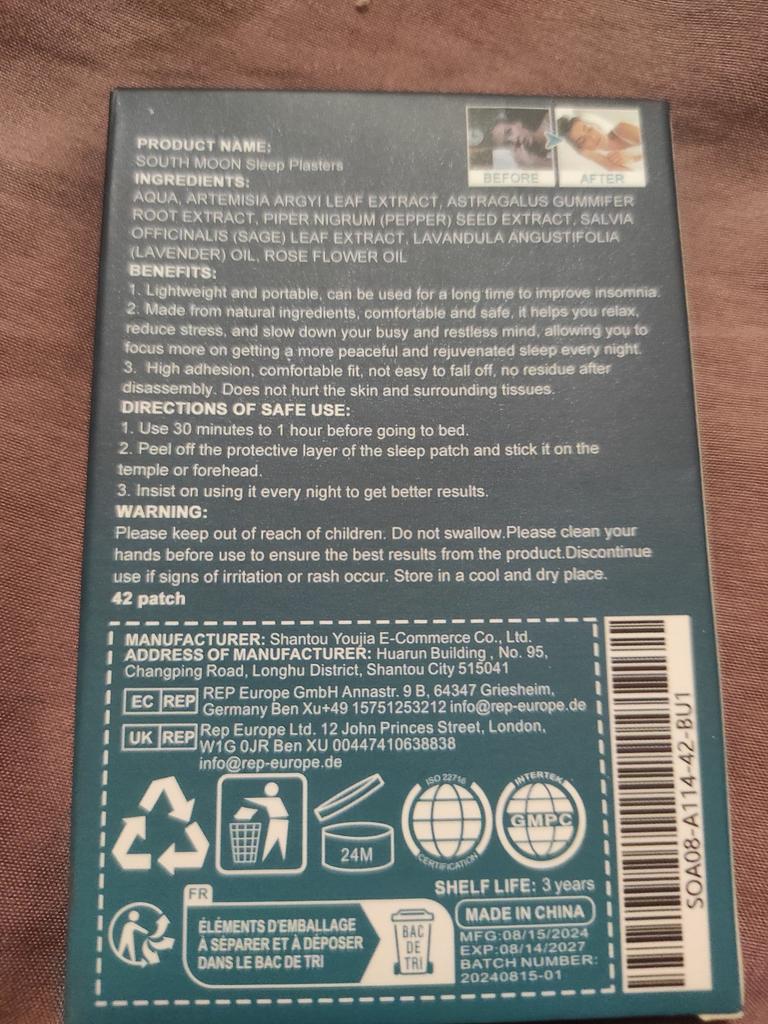 PRODUCT NAME:
SOUTH MOON Sleep Plasters
BEFORE
AFTER
INGREDIENTS:
AQUA, ARTEMISIA ARGYI LEAF EXTRACT, ASTRAGALUS GUMMIFER
ROOT EXTRACT, PIPER NIGRUM (PEPPER) SEED EXTRACT, SALVIA
OFFICINALIS (SAGE) LEAF EXTRACT, LAVANDULA ANGUSTIFOLIA
(LAVENDER) OIL, ROSE FLOWER OIL
BENEFITS:
1. Lightweight and portable, can be used for a long time to improve insomnia.
2. Made from natural ingredients, comfortable and safe, it helps you relax,
reduce stress, and slow down your busy and restless mind, allowing you to
focus more on getting a more peaceful and rejuvenated sleep every night.
3. High adhesion, comfortable fit, not easy to fall off, no residue after
disassembly. Does not hurt the skin and surrounding tissues.
DIRECTIONS OF SAFE USE:
1. Use 30 minutes to 1 hour before going to bed.
2. Peel off the protective layer of the sleep patch and stick it on the
temple or forehead.
3. Insist on using it every night to get better results.
WARNING:
Please keep out of reach of children. Do not swallow.Please clean your
hands before use to ensure the best results from the product.Discontinue
use if signs of irritation or rash occur. Store in a cool and dry place.
42 patch
MANUFACTURER: Shantou Youjia E-Commerce Co., Ltd.
ADDRESS OF MANUFACTURER: Huarun Building , No. 95,
Changping Road, Longhu District, Shantou City 515041
EC REP REP Europe GmbH Annastr. 9 B, 64347 Griesheim,
Germany Ben Xu+49 15751253212 info@rep-europe.de
UK REP Rep Europe Ltd. 12 John Princes Street, London,
W1G 0JR Ben XU 00447410638838
info@rep-europe.de
24M
ISO 22716
CERTIFICATION
INTERTEK
GMPC
SHELF LIFE: 3 years
FR
ÉLÉMENTS D'EMBALLAGE
À SÉPARER ET À DÉPOSER
DANS LE BAC DE TRI
BAC
DE
TRI
MADE IN CHINA
MFG:08/15/2024
EXP:08/14/2027
BATCH NUMBER:
20240815-01
SOA08-A114-42-BU1